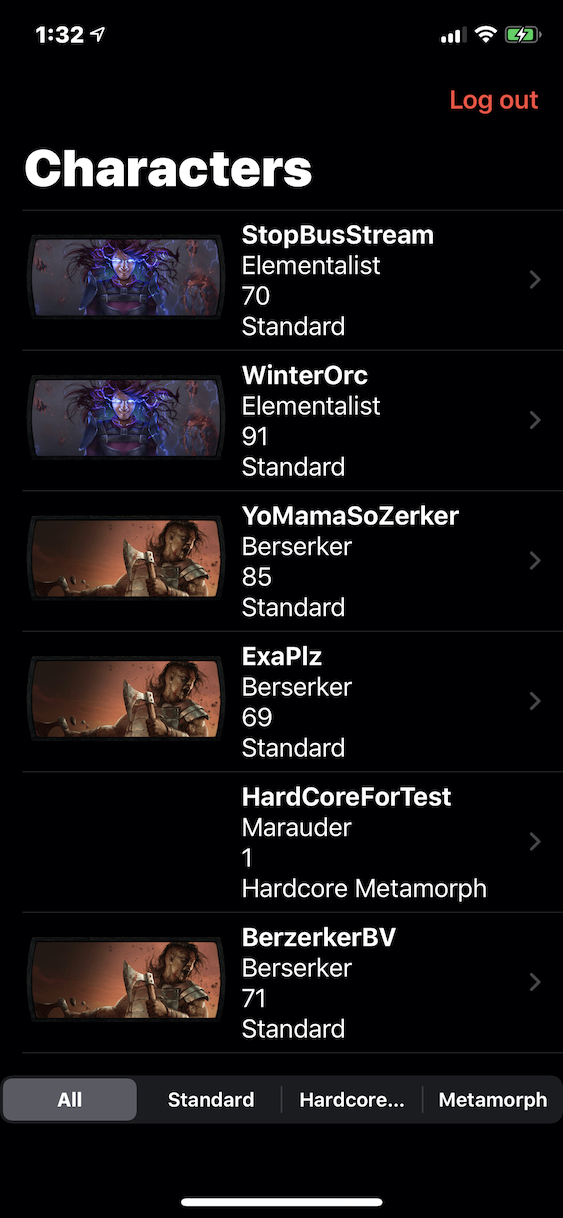 1:32
Log out
Characters
StopBusStream
Elementalist
70
Standard
WinterOrc
Elementalist
91
Standard
YoMamaSoZerker
Berserker
85
Standard
ExaPlz
Berserker
69
Standard
HardCoreForTest
Marauder
1
Hardcore Metamorph
BerzerkerBV
Berserker
71
Standard
All Standard Hardcore... Metamorph